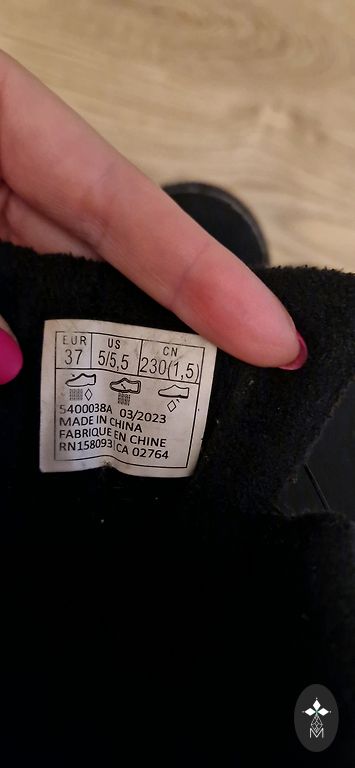 EUR US CN
37 5/5,5 230(1,5)
5400038A 03/2023
MADE IN CHINA
FABRIQUE EN CHINE
RN158093 CA 02764
M